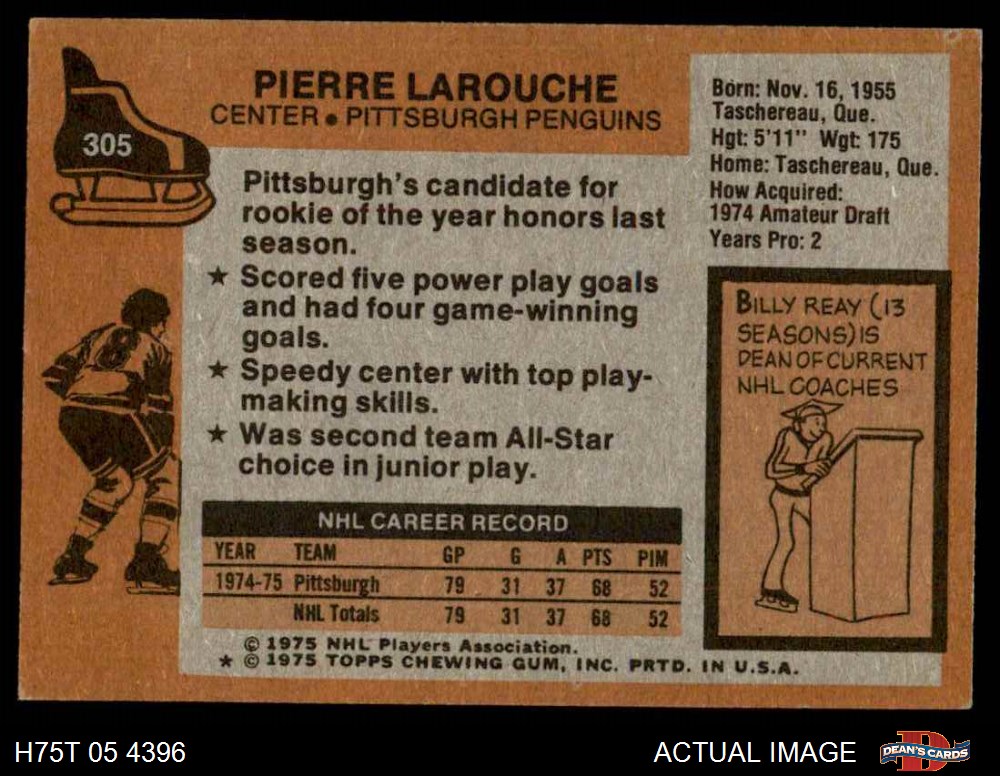 305
PIERRE LAROUCHE
CENTER • PITTSBURGH PENGUINS
Pittsburgh's candidate for
rookie of the year honors last
season.
★ Scored five power play goals
and had four game-winning
goals.
★ Speedy center with top play-
making skills.
★ Was second team All-Star
choice in junior play.
Born: Nov. 16, 1955
Taschereau, Que.
Hgt: 5'11" Wgt: 175
Home: Taschereau, Que.
How Acquired:
1974 Amateur Draft
Years Pro: 2
BILLY REAY (13
SEASONS) IS
DEAN OF CURRENT
NHL COACHES
8
NHL CAREER RECORD
YEAR TEAM GP G A PTS PIM
1974-75 Pittsburgh 79 31 37 68 52
NHL Totals 79 31 37 68 52
© 1975 NHL Players Association.
★ © 1975 TOPPS CHEWING GUM, INC. PRTD. IN U.S.A.
H75T 05 4396
ACTUAL IMAGE
D
DEAN'S CARDS